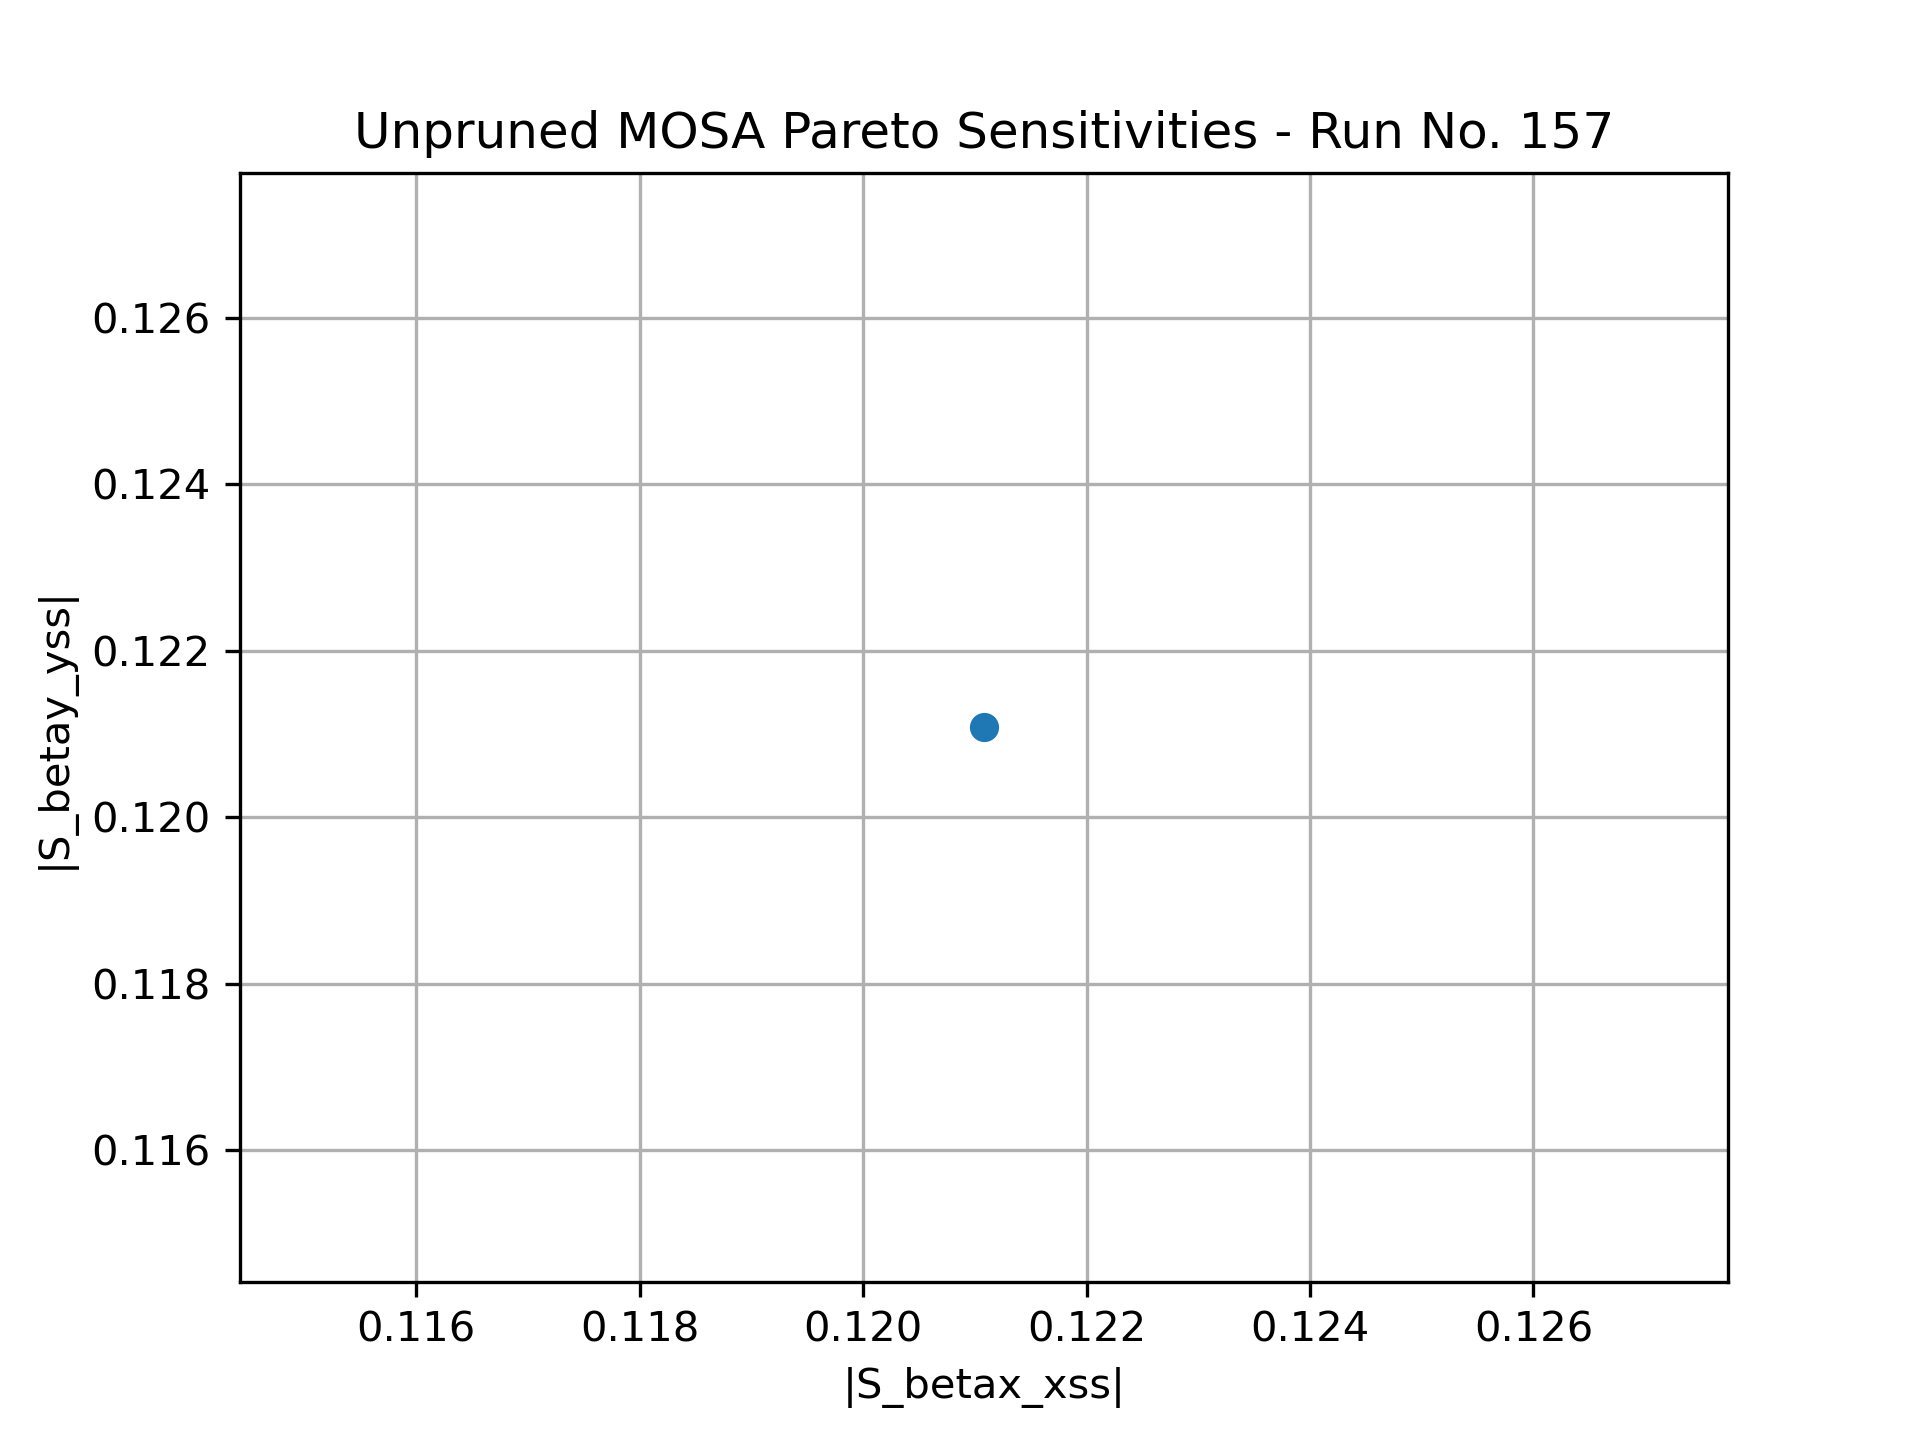 Unpruned MOSA Pareto Sensitivities - Run No. 157
|S_betay_yss|
0.126
0.124
0.122
0.120
0.118
0.116
0.116 0.118 0.120 0.122 0.124 0.126
|S_betax_xss|